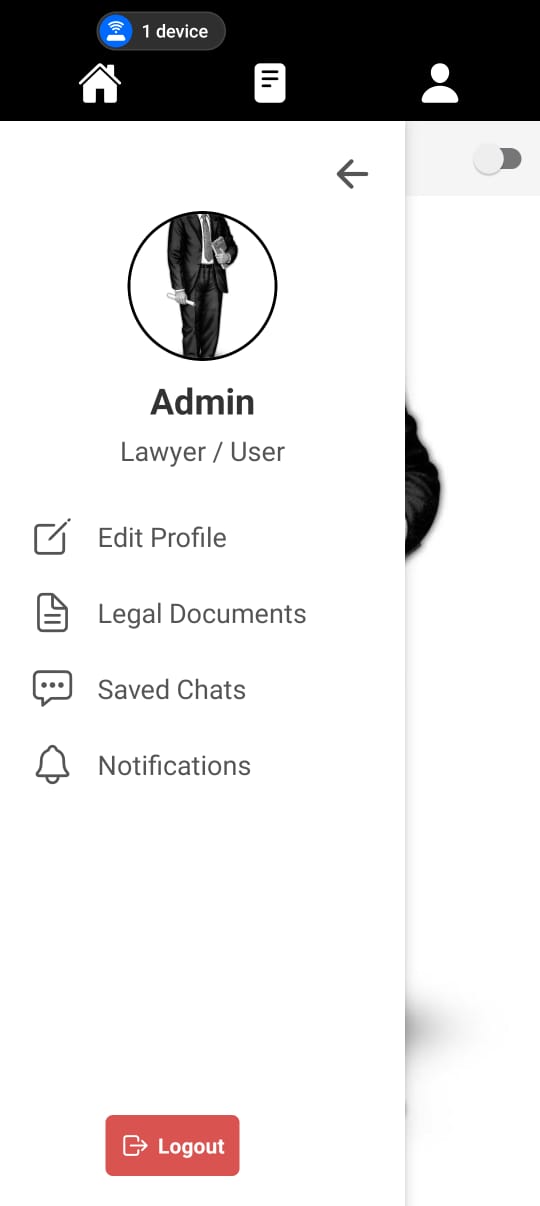 1 device
Admin
Lawyer / User
Edit Profile
Legal Documents
Saved Chats
Notifications
Logout